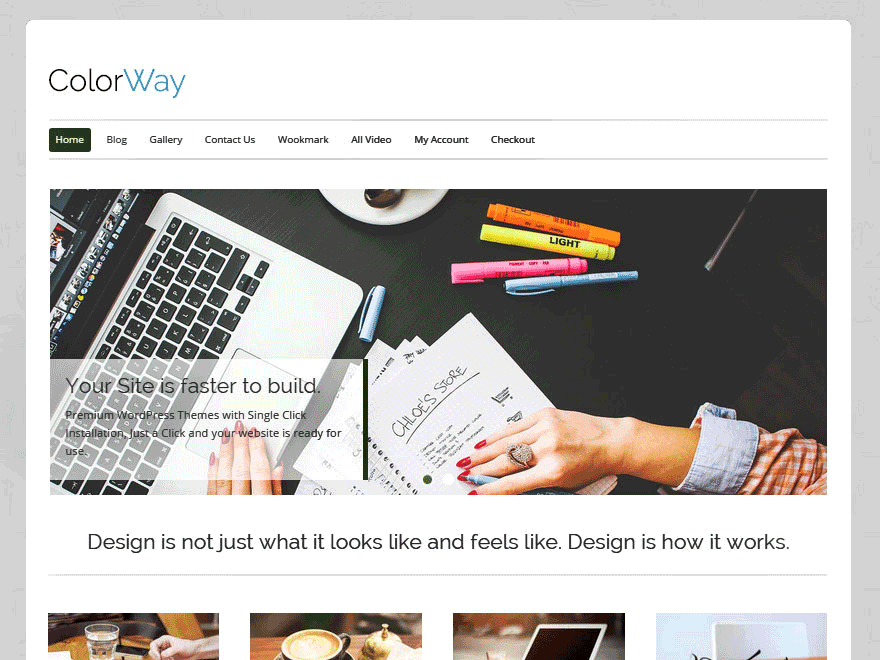 ColorWay
Home Blog Gallery Contact Us Wookmark All Video My Account Checkout
LIGHT
CHLOE'S STORE
Your Site is faster to build.
Premium WordPress Themes with Single Click
Installation, Just a Click and your website is ready for
use.
Design is not just what it looks like and feels like. Design is how it works.